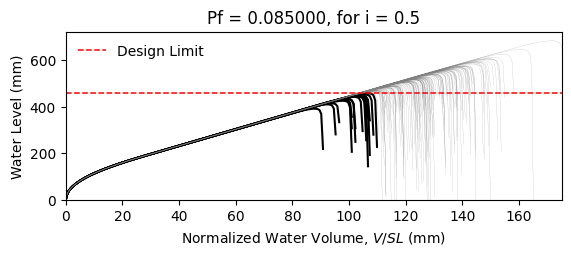 Pf = 0.085000, for i = 0.5
Design Limit
Water Level (mm)
600
400
200
0
0 20 40 60 80 100 120 140 160
Normalized Water Volume, V/SL (mm)